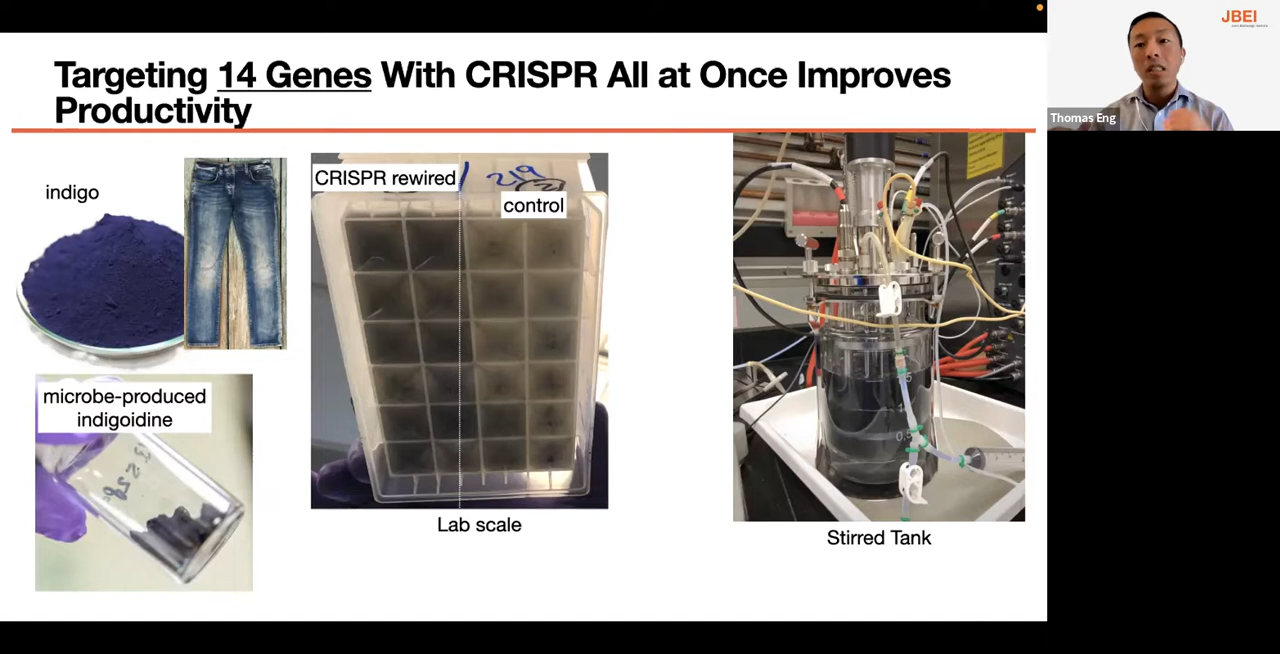 Targeting 14 Genes With CRISPR All at Once Improves
Productivity
indigo
CRISPR rewired
219
control
microbe-produced
indigoidine
Lab scale
Stirred Tank
JBEI
Thomas Eng